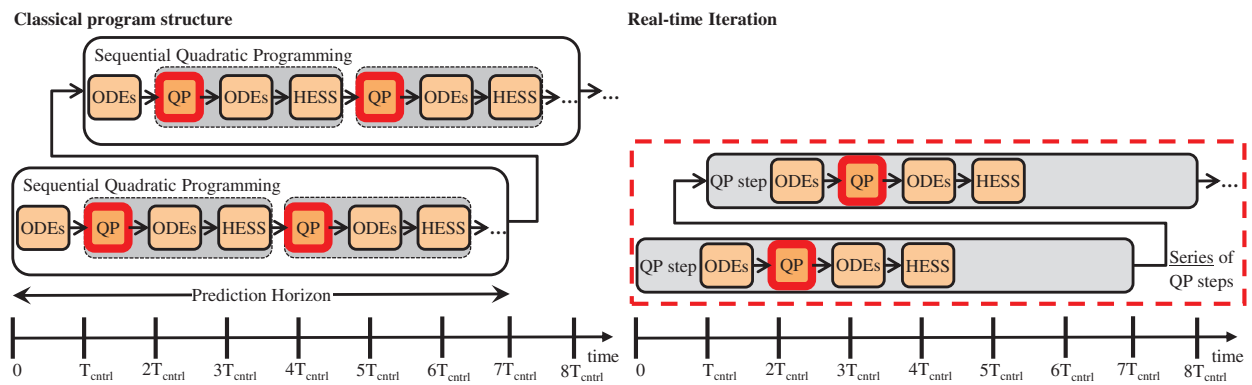 Classical program structure
Sequential Quadratic Programming
ODEs QP ODEs HESS QP ODEs HESS ... ...
Sequential Quadratic Programming
ODEs QP ODEs HESS QP ODEs HESS ...
Prediction Horizon
time
0 Tcntrl 2Tcntrl 3Tcntrl 4Tcntrl 5Tcntrl 6Tcntrl 7Tcntrl 8Tcntrl
Real-time Iteration
QP step ODEs QP ODEs HESS ...
QP step ODEs QP ODEs HESS
Series of
QP steps
time
0 Tcntrl 2Tcntrl 3Tcntrl 4Tcntrl 5Tcntrl 6Tcntrl 7Tcntrl 8Tcntrl